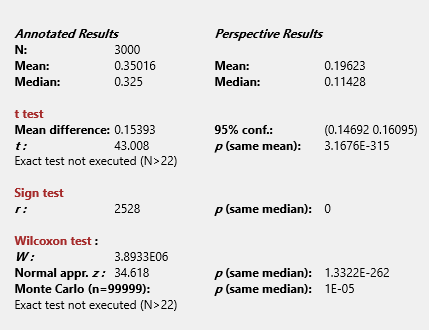 Annotated Results Perspective Results
N: 3000
Mean: 0.35016 Mean: 0.19623
Median: 0.325 Median: 0.11428
t test
Mean difference: 0.15393 95% conf.: (0.14692 0.16095)
t : 43.008 p (same mean): 3.1676E-315
Exact test not executed (N>22)
Sign test
r : 2528 p (same median): 0
Wilcoxon test :
W : 3.8933E06
Normal appr. z : 34.618 p (same median): 1.3322E-262
Monte Carlo (n=99999): p (same median): 1E-05
Exact test not executed (N>22)